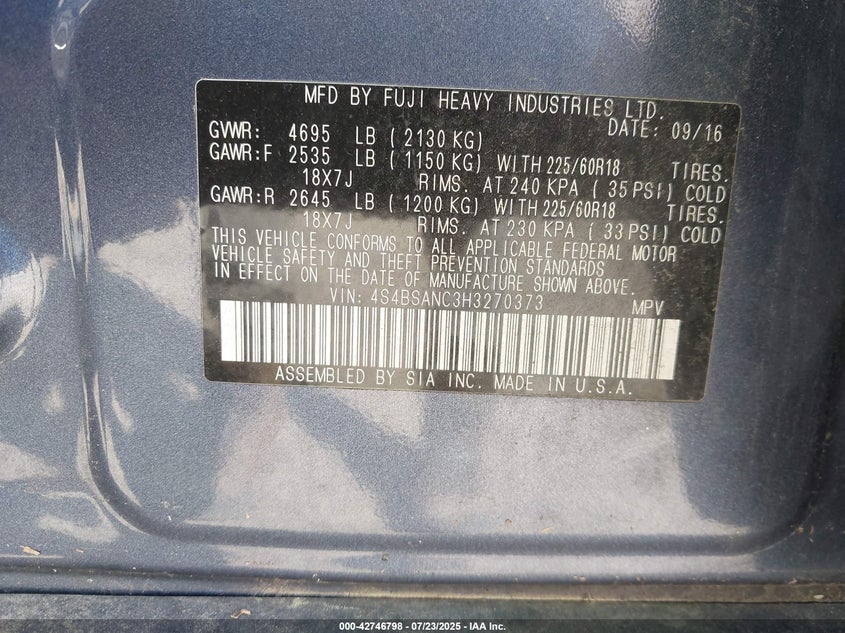 MFD BY FUJI HEAVY INDUSTRIES LTD.
DATE: 09/16
GVWR: 4695 LB (2130 KG)
GAWR:F 2535 LB (1150 KG) WITH 225/60R18 TIRES.
18X7J RIMS. AT 240 KPA (35 PSI) COLD
GAWR:R 2645 LB (1200 KG) WITH 225/60R18 TIRES.
18X7J RIMS. AT 230 KPA (33 PSI) COLD
THIS VEHICLE CONFORMS TO ALL APPLICABLE FEDERAL MOTOR
VEHICLE SAFETY AND THEFT PREVENTION STANDARDS
IN EFFECT ON THE DATE OF MANUFACTURE SHOWN ABOVE.
VIN: 4S4BSANC3H3270373 MPV
ASSEMBLED BY SIA INC. MADE IN U.S.A.
000-42746798 - 07/23/2025 - IAA Inc.